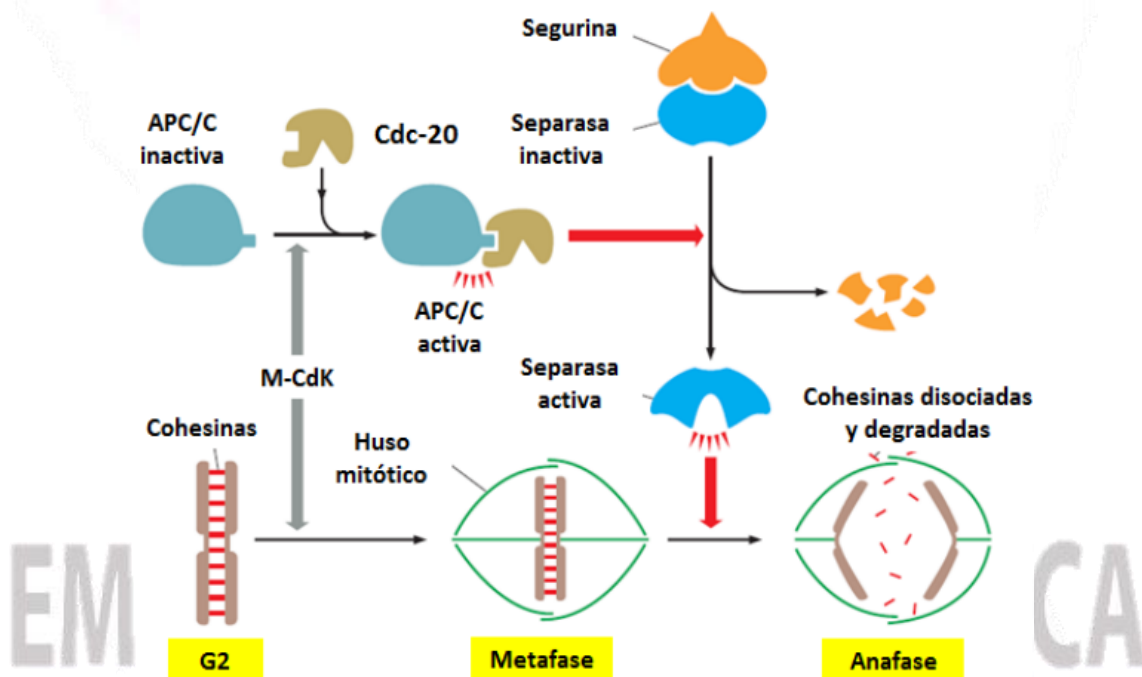 Segurina
APC/C
inactiva
Cdc-20
Separasa
inactiva
APC/C
activa
M-CdK
Separasa
activa
Cohesinas
Huso
mitótico
Cohesinas disociadas
y degradadas
EM
CA
G2
Metafase
Anafase